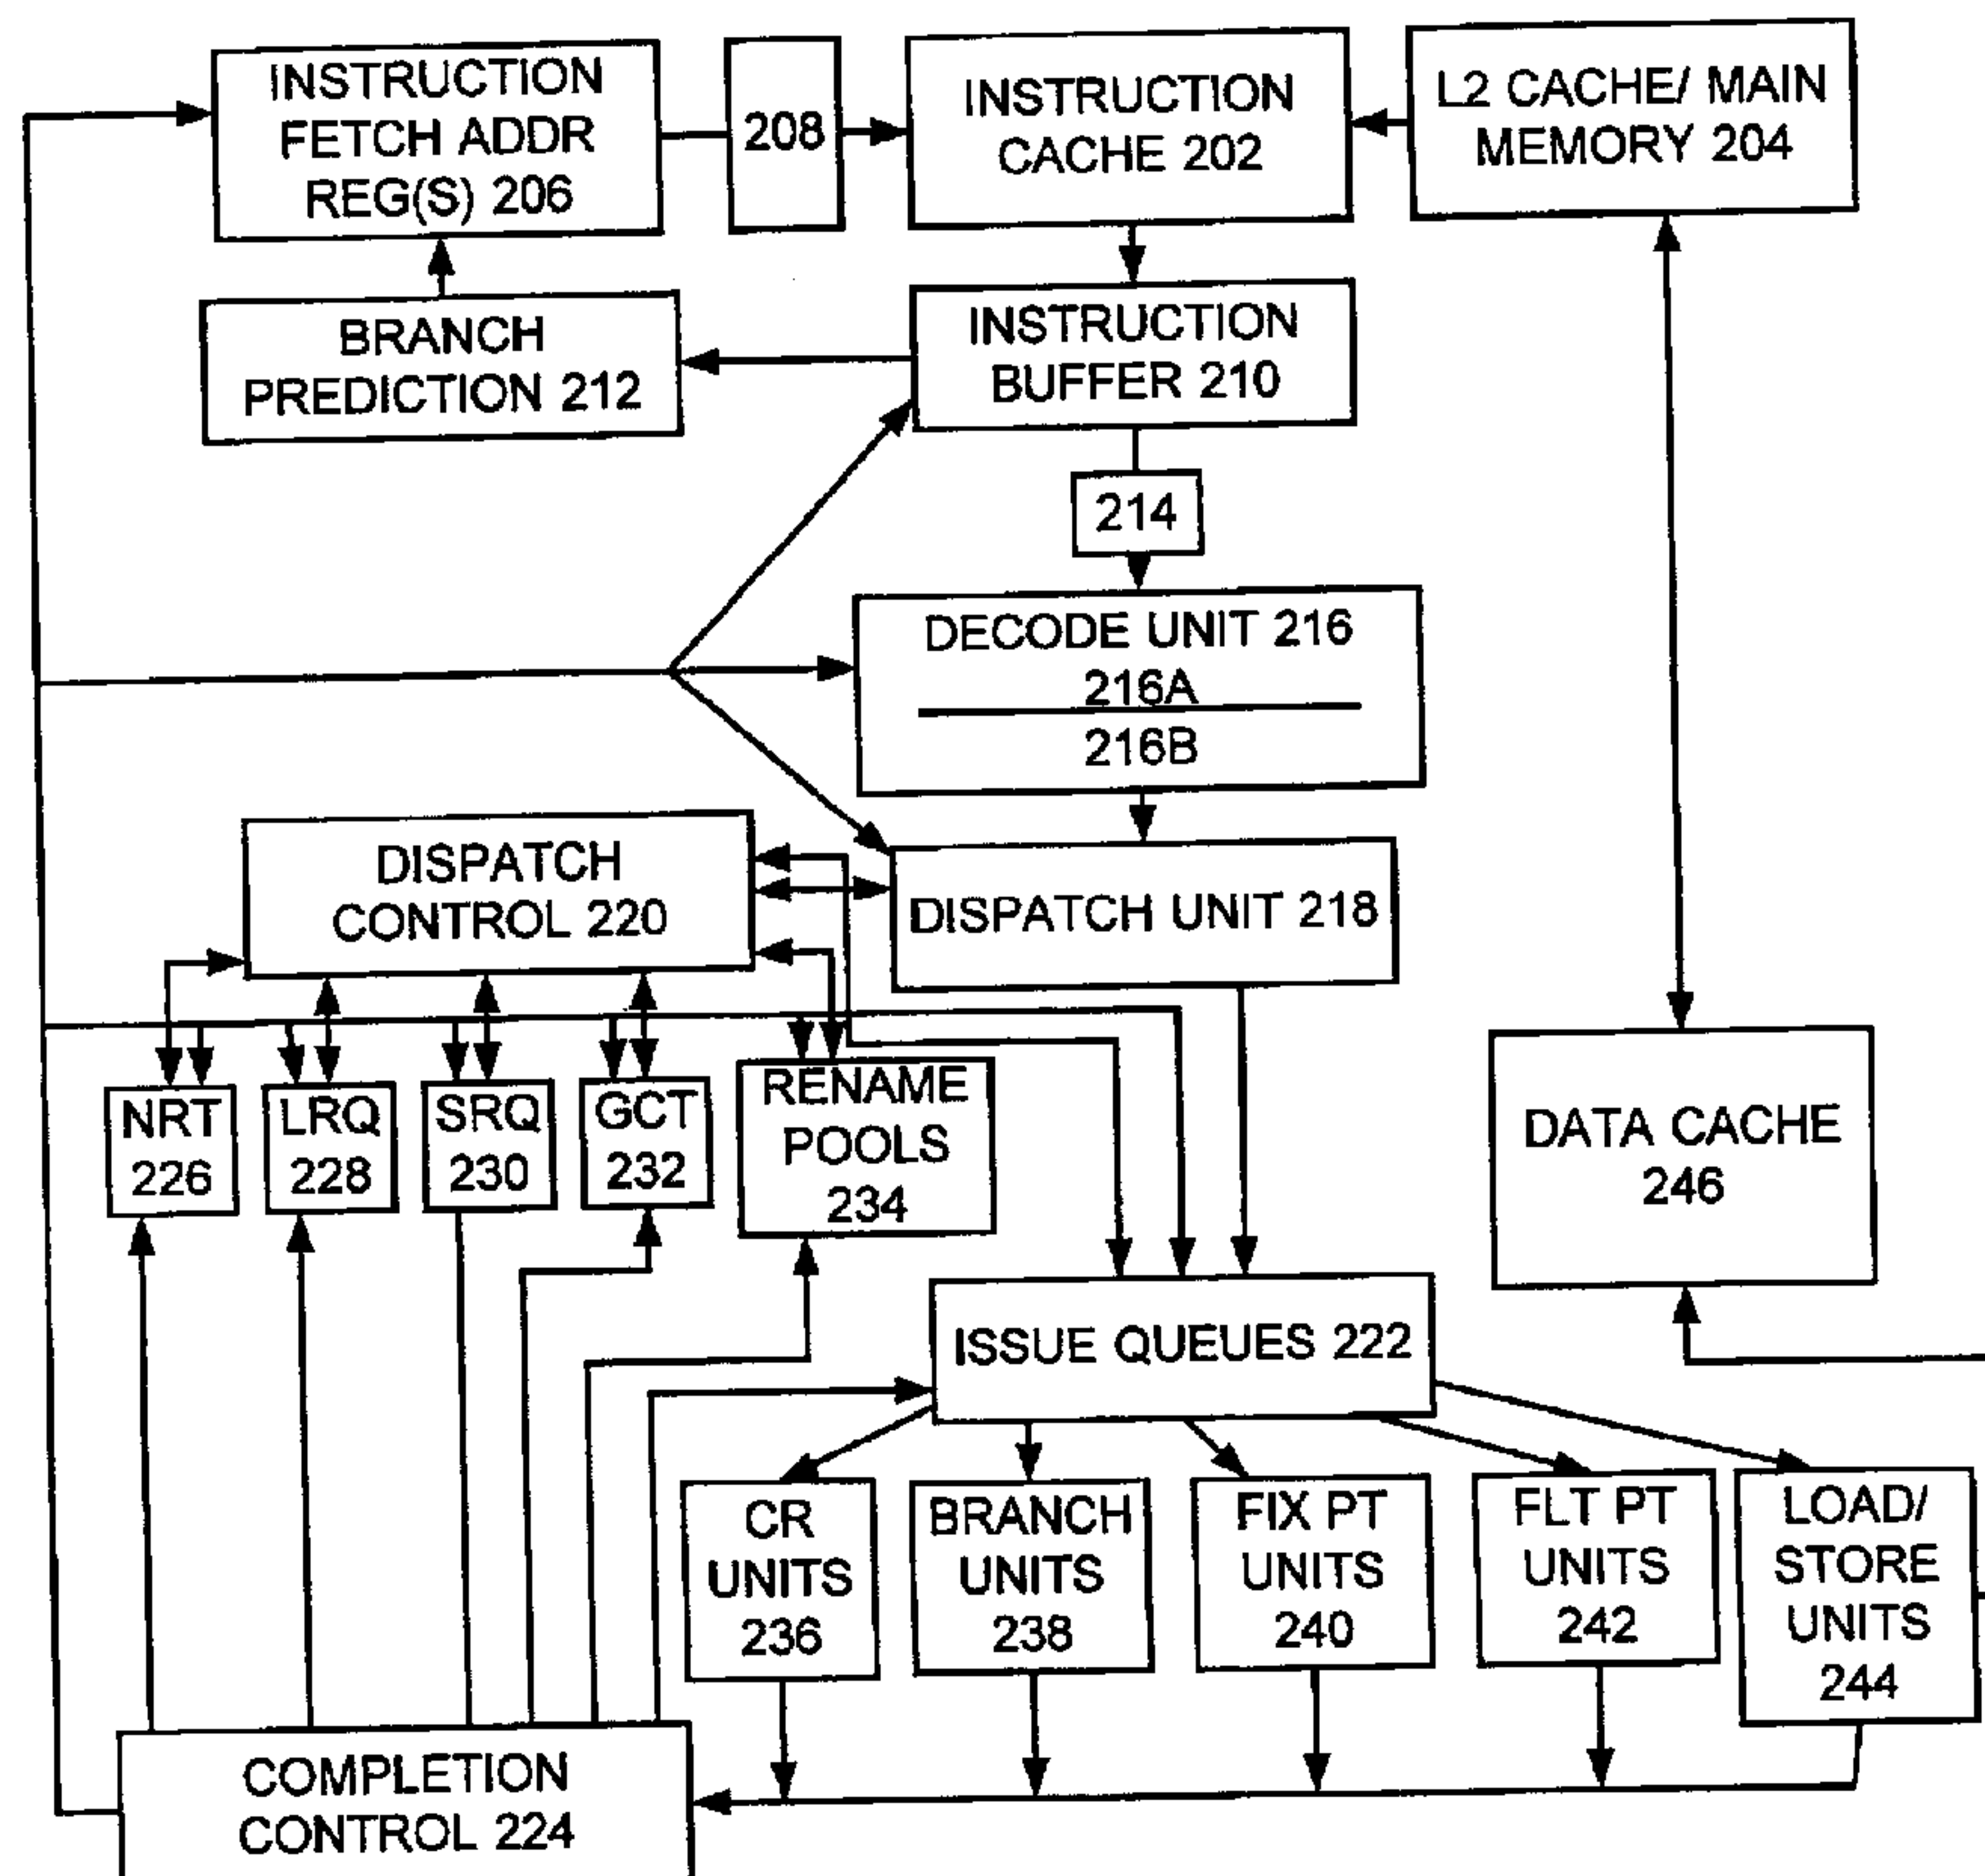 INSTRUCTION
FETCH ADDR
REG(S) 206
208
INSTRUCTION
CACHE 202
L2 CACHE/ MAIN
MEMORY 204
BRANCH
PREDICTION 212
INSTRUCTION
BUFFER 210
214
DECODE UNIT 216
216A
216B
DISPATCH
CONTROL 220
DISPATCH UNIT 218
NRT
226
LRQ
228
SRQ
230
GCT
232
RENAME
POOLS
234
DATA CACHE
246
ISSUE QUEUES 222
CR
UNITS
236
BRANCH
UNITS
238
FIX PT
UNITS
240
FLT PT
UNITS
242
LOAD/
STORE
UNITS
244
COMPLETION
CONTROL 224